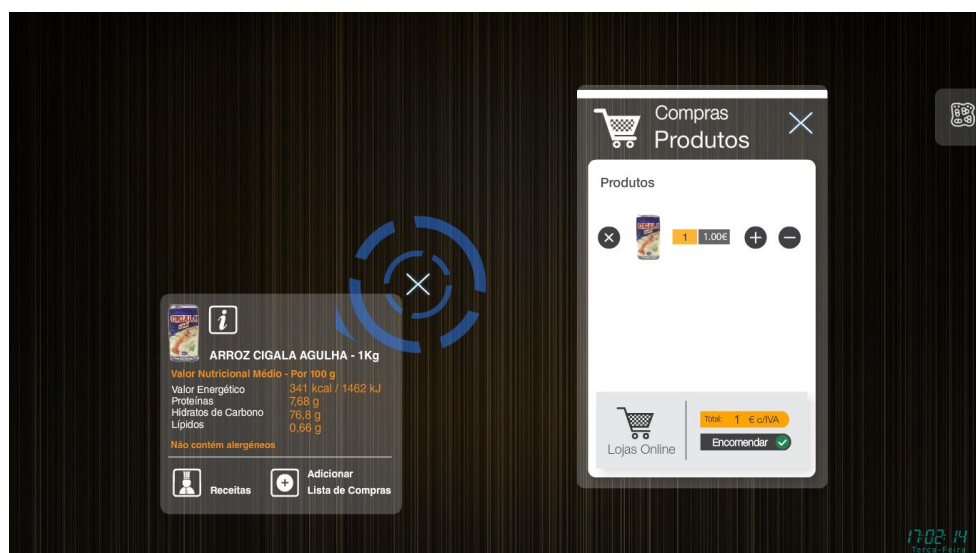 Compras
Produtos
Produtos
1 1.00€
Total: 1 € c/IVA
Encomendar
Lojas Online
CIGALA
ARROZ CIGALA AGULHA - 1Kg
Valor Nutricional Médio - Por 100 g
Valor Energético 341 kcal / 1462 kJ
Proteínas 7,68 g
Hidratos de Carbono 76,8 g
Lípidos 0,66 g
Não contém alergéneos
Receitas
Adicionar
Lista de Compras
17:02:14
Terça-Feira